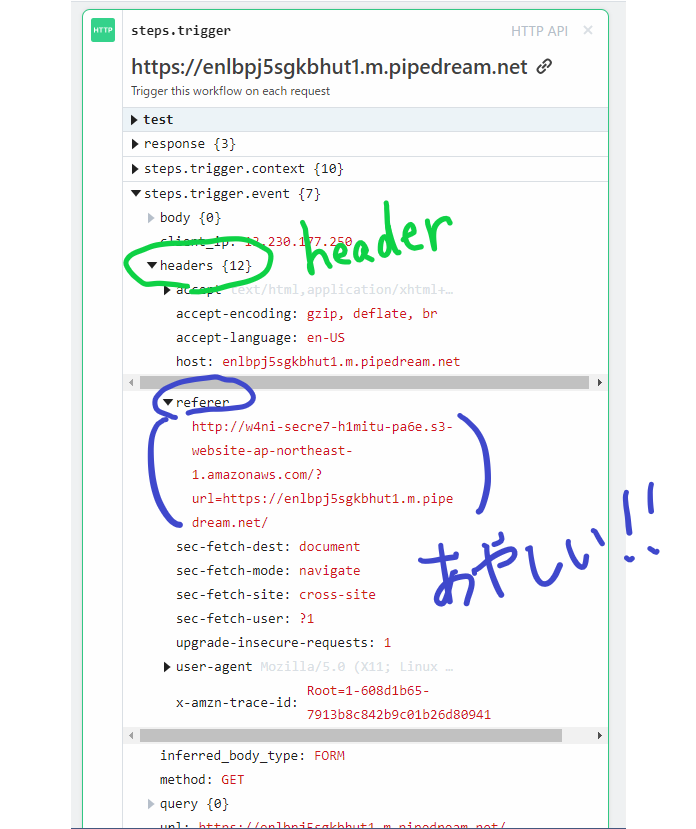 HTTP
steps.trigger
HTTP API ×
https://enlbpj5sgkbhut1.m.pipedream.net
Trigger this workflow on each request
test
response {3}
steps.trigger.context {10}
steps.trigger.event {7}
body {0}
client_ip: 13.230.177.250
header
headers {12}
accept text/html,application/xhtml+…
accept-encoding: gzip, deflate, br
accept-language: en-US
host: enlbpj5sgkbhut1.m.pipedream.net
referer
http://w4ni-secre7-h1mitu-pa6e.s3-
website-ap-northeast-
1.amazonaws.com/?
url=https://enlbpj5sgkbhut1.m.pipe
dream.net/
あやしい!!
sec-fetch-dest: document
sec-fetch-mode: navigate
sec-fetch-site: cross-site
sec-fetch-user: ?1
upgrade-insecure-requests: 1
user-agent Mozilla/5.0 (X11; Linux …
x-amzn-trace-id: Root=1-608d1b65-
7913b8c842b9c01b26d80941
inferred_body_type: FORM
method: GET
query {0}
url: https://enlbpj5sgkbhut1.m.pipedream.net/